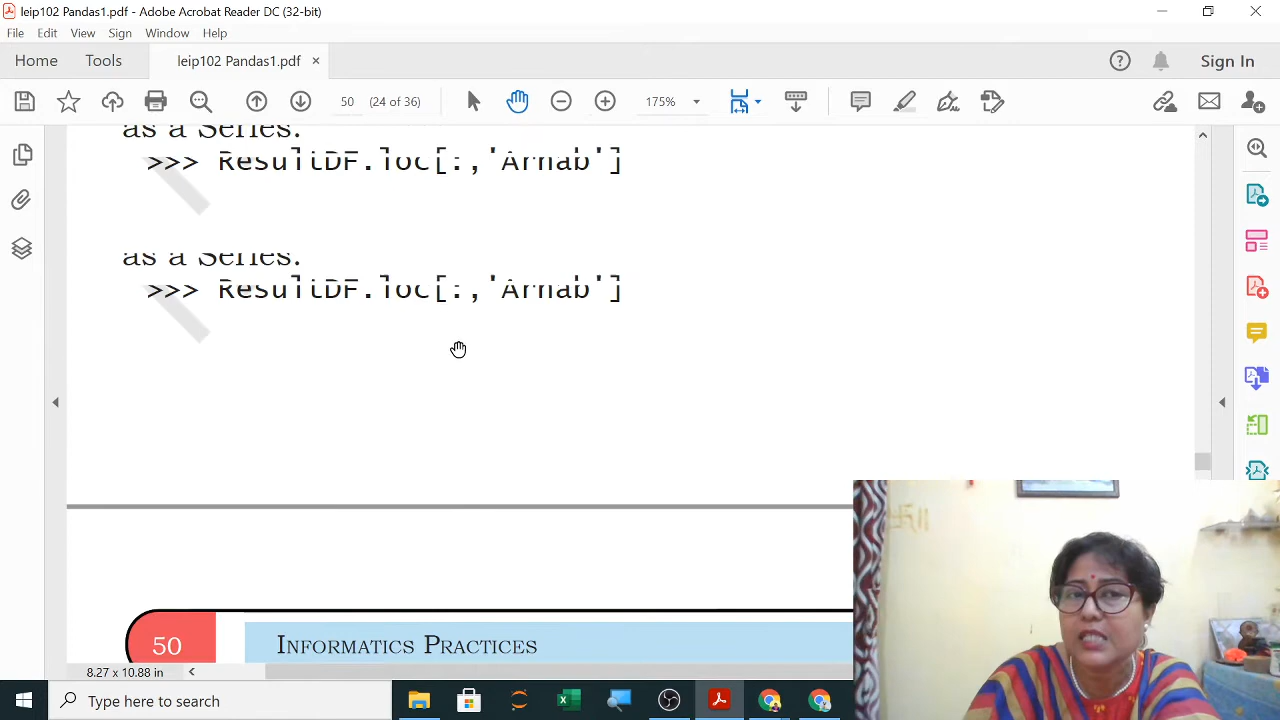 leip102 Pandas1.pdf - Adobe Acrobat Reader DC (32-bit)
File Edit View Sign Window Help
Home Tools leip102 Pandas1.pdf × Sign In
50 (24 of 36) 175%
as a Series.
>>> ResultDF.loc[:,'Arnab']
as a Series.
>>> ResultDF.loc[:,'Arnab']
50 INFORMATICS PRACTICES
8.27 x 10.88 in
Type here to search